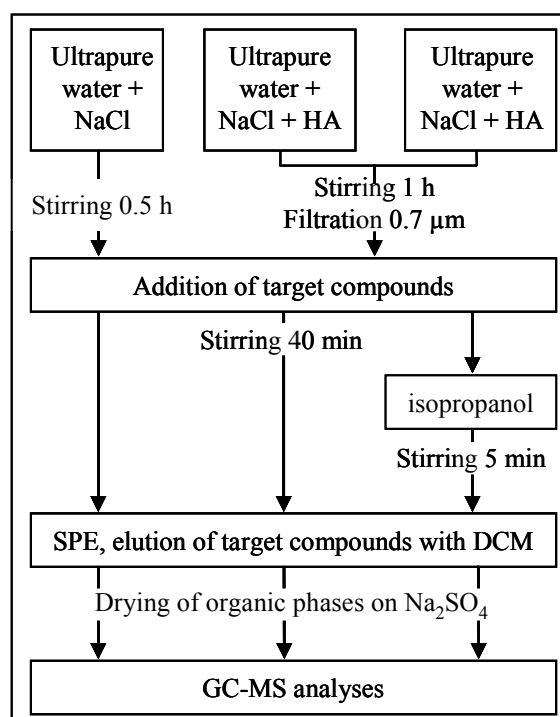 Ultrapure
water +
NaCl
Ultrapure
water +
NaCl + HA
Ultrapure
water +
NaCl + HA
Stirring 0.5 h
Stirring 1 h
Filtration 0.7 µm
Addition of target compounds
Stirring 40 min
isopropanol
Stirring 5 min
SPE, elution of target compounds with DCM
Drying of organic phases on Na₂SO₄
GC-MS analyses